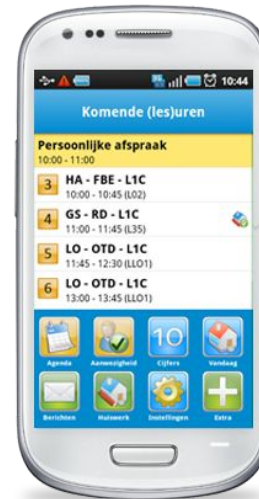 10:44
Komende (les)uren
Persoonlijke afspraak
10:00 - 11:00
3 HA - FBE - L1C
10:00 - 10:45 (L02)
4 GS - RD - L1C
11:00 - 11:45 (L35)
5 LO - OTD - L1C
11:45 - 12:30 (LLO1)
6 LO - OTD - L1C
13:00 - 13:45 (LLO1)
10
Agenda Aanwezigheid Cijfers Vandaag
Berichten Huiswerk Instellingen Extra